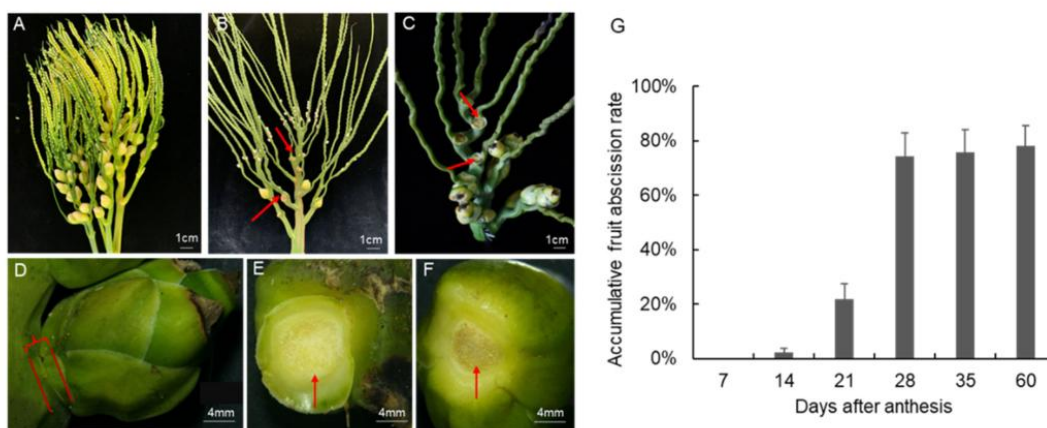 A
B
C
G
1cm
1cm
1cm
D
E
F
4mm
4mm
4mm
Accumulative fruit abscission rate
100%
80%
60%
40%
20%
0%
7 14 21 28 35 60
Days after anthesis